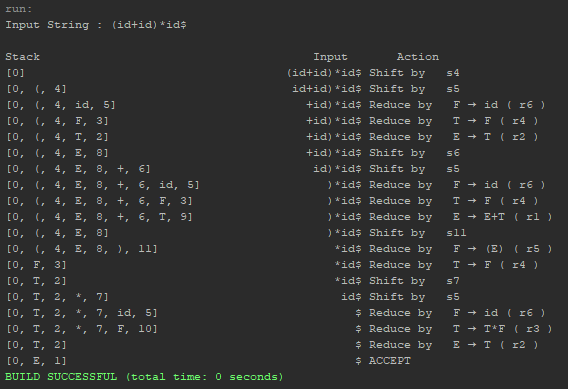 run:
Input String : (id+id)*id$
Stack Input Action
[0] (id+id)*id$ Shift by s4
[0, (, 4] id+id)*id$ Shift by s5
[0, (, 4, id, 5] +id)*id$ Reduce by F → id ( r6 )
[0, (, 4, F, 3] +id)*id$ Reduce by T → F ( r4 )
[0, (, 4, T, 2] +id)*id$ Reduce by E → T ( r2 )
[0, (, 4, E, 8] +id)*id$ Shift by s6
[0, (, 4, E, 8, +, 6] id)*id$ Shift by s5
[0, (, 4, E, 8, +, 6, id, 5] )*id$ Reduce by F → id ( r6 )
[0, (, 4, E, 8, +, 6, F, 3] )*id$ Reduce by T → F ( r4 )
[0, (, 4, E, 8, +, 6, T, 9] )*id$ Reduce by E → E+T ( r1 )
[0, (, 4, E, 8] )*id$ Shift by s11
[0, (, 4, E, 8, ), 11] *id$ Reduce by F → (E) ( r5 )
[0, F, 3] *id$ Reduce by T → F ( r4 )
[0, T, 2] *id$ Shift by s7
[0, T, 2, *, 7] id$ Shift by s5
[0, T, 2, *, 7, id, 5] $ Reduce by F → id ( r6 )
[0, T, 2, *, 7, F, 10] $ Reduce by T → T*F ( r3 )
[0, T, 2] $ Reduce by E → T ( r2 )
[0, E, 1] $ ACCEPT
BUILD SUCCESSFUL (total time: 0 seconds)